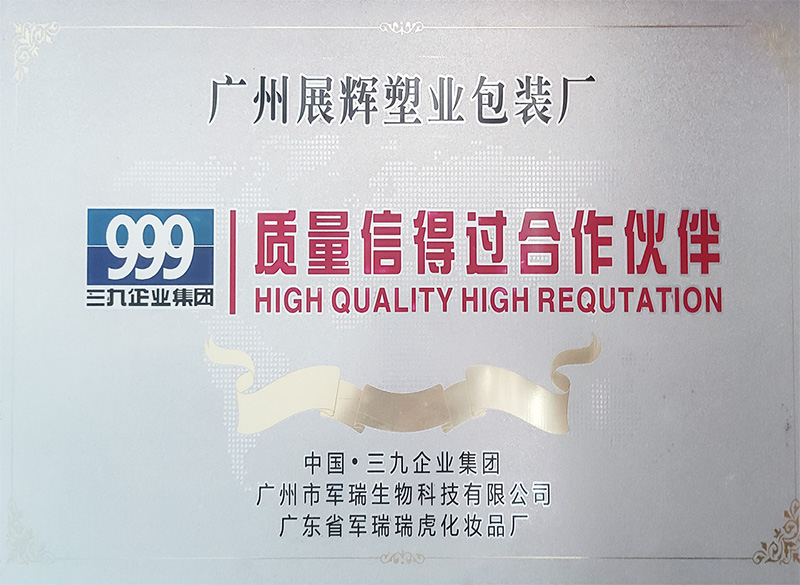 广州展辉塑业包装厂
999
三九企业集团
质量信得过合作伙伴
HIGH QUALITY HIGH REQUTATION
中国·三九企业集团
广州市军瑞生物科技有限公司
广东省军瑞瑞虎化妆品厂